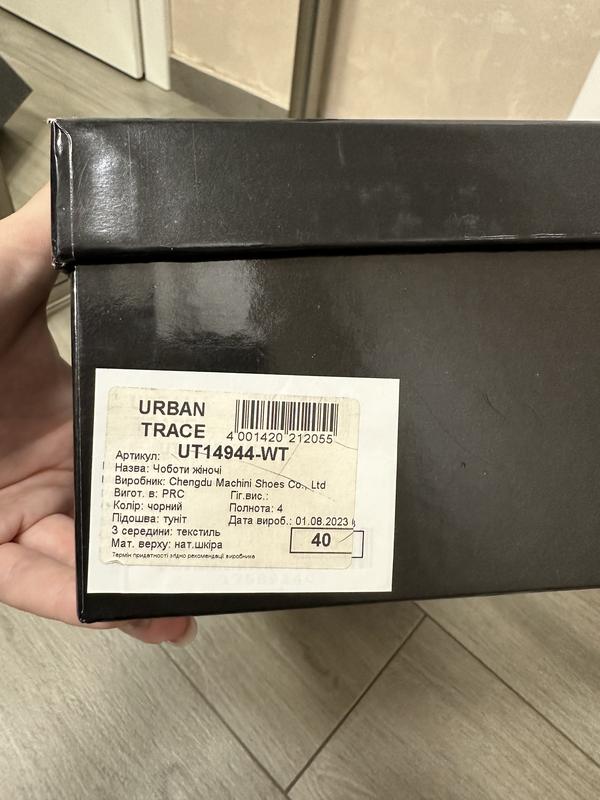 URBAN
TRACE
4 001420 212055
Артикул: UT14944-WT
Назва: Чоботи жіночі
Виробник: Chengdu Machini Shoes Co., Ltd
Вигот. в: PRC Гіг.вис.:
Колір: чорний Полнота: 4
Підошва: туніт Дата вироб.: 01.08.2023
З середини: текстиль
40
Мат. верху: нат.шкіра
Термін придатності згідно рекомендації виробника